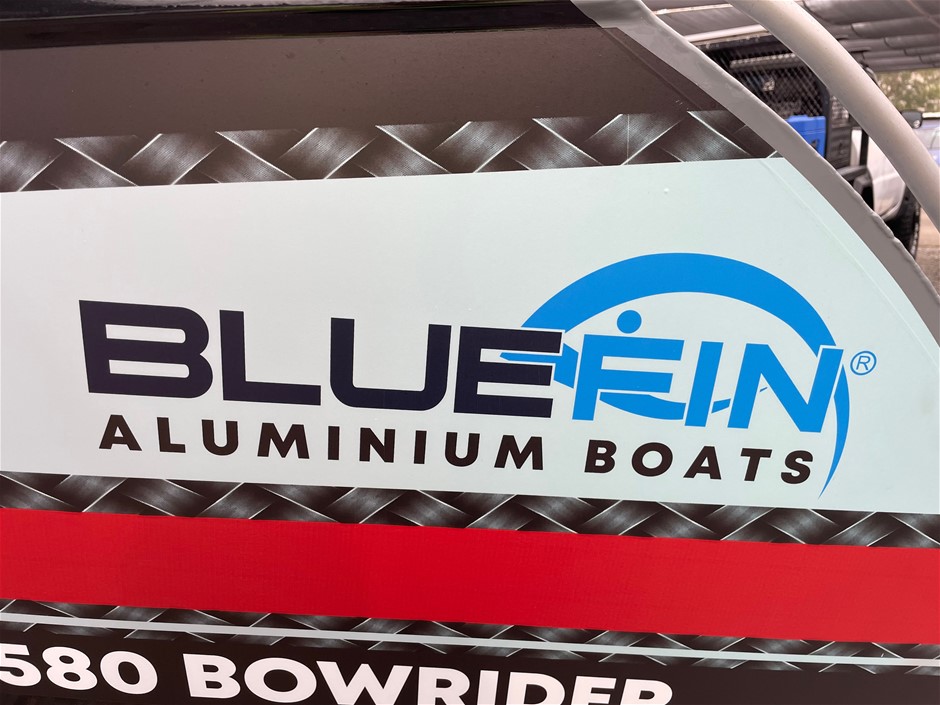 BLUEFIN®
ALUMINIUM BOATS
580 BOWRIDER